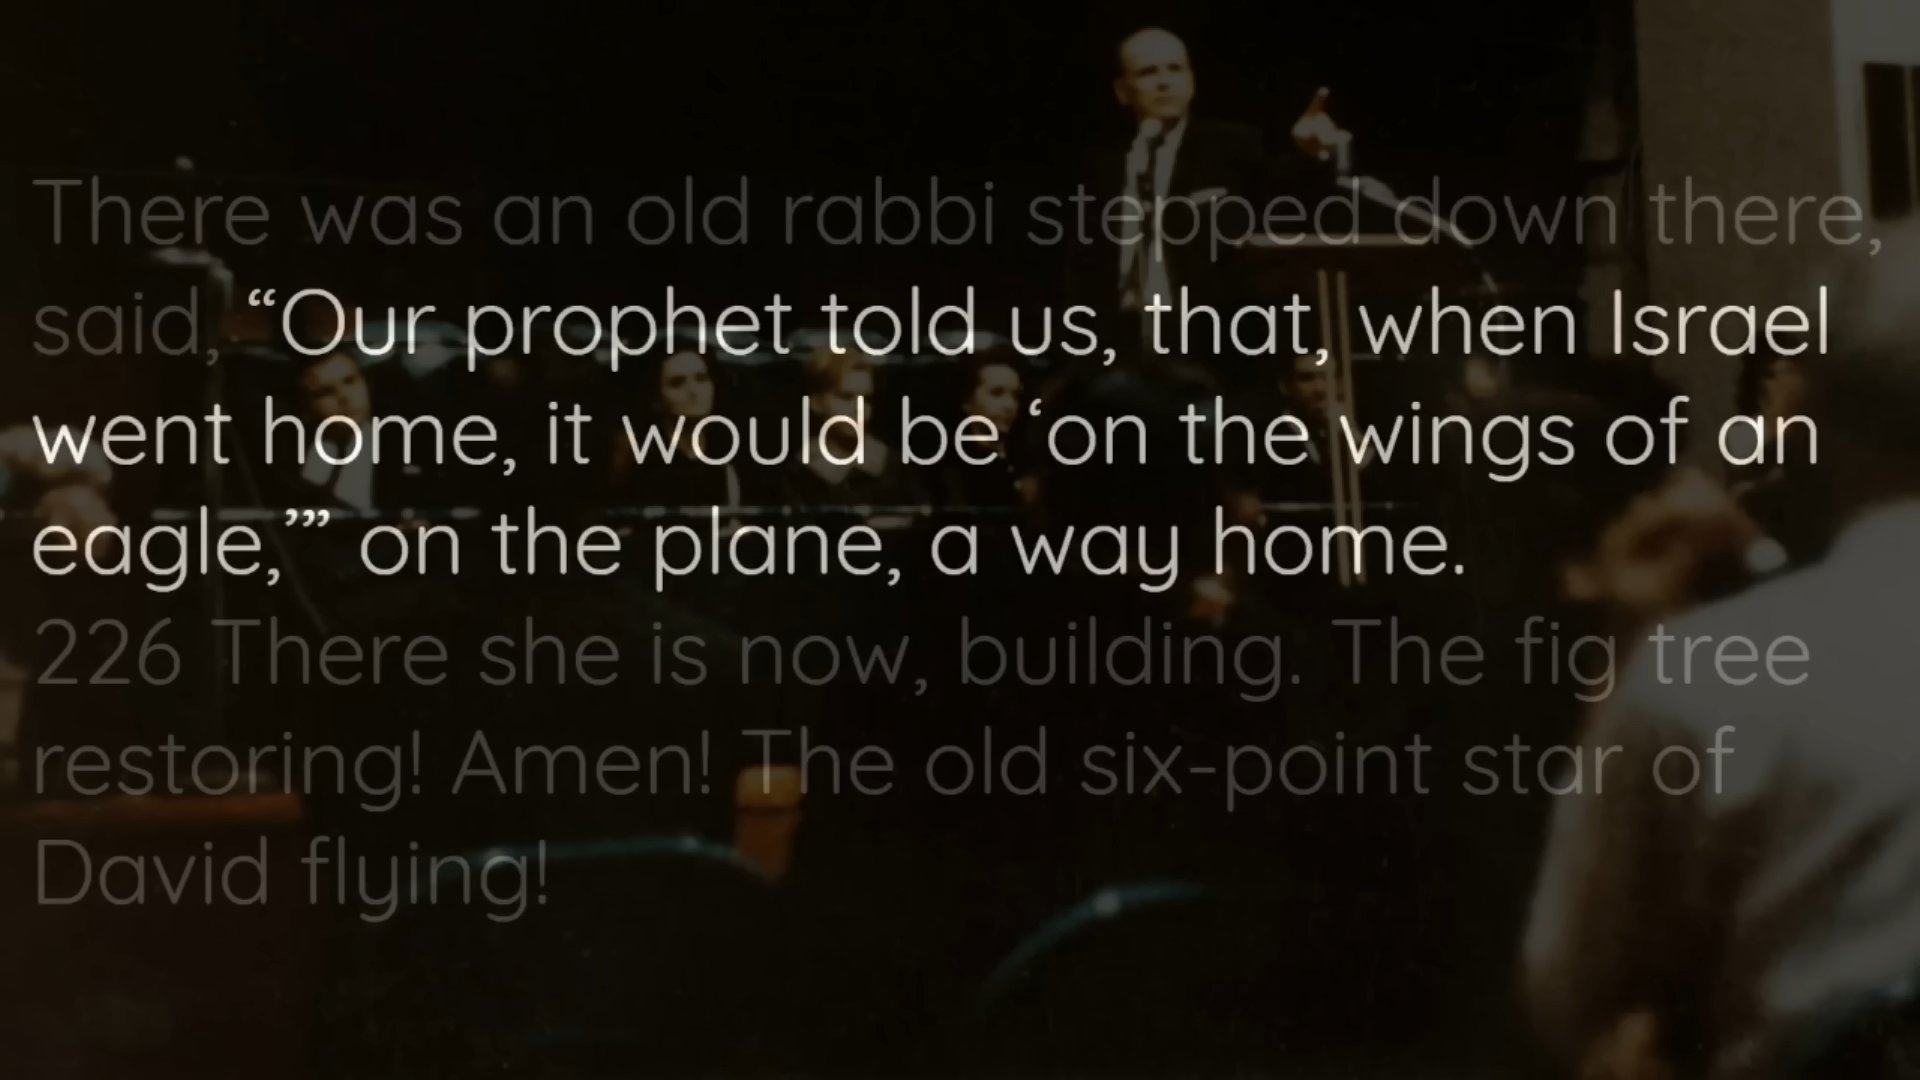 There was an old rabbi stepped down there,
said, “Our prophet told us, that, when Israel
went home, it would be ‘on the wings of an
eagle,’” on the plane, a way home.
226 There she is now, building. The fig tree
restoring! Amen! The old six-point star of
David flying!